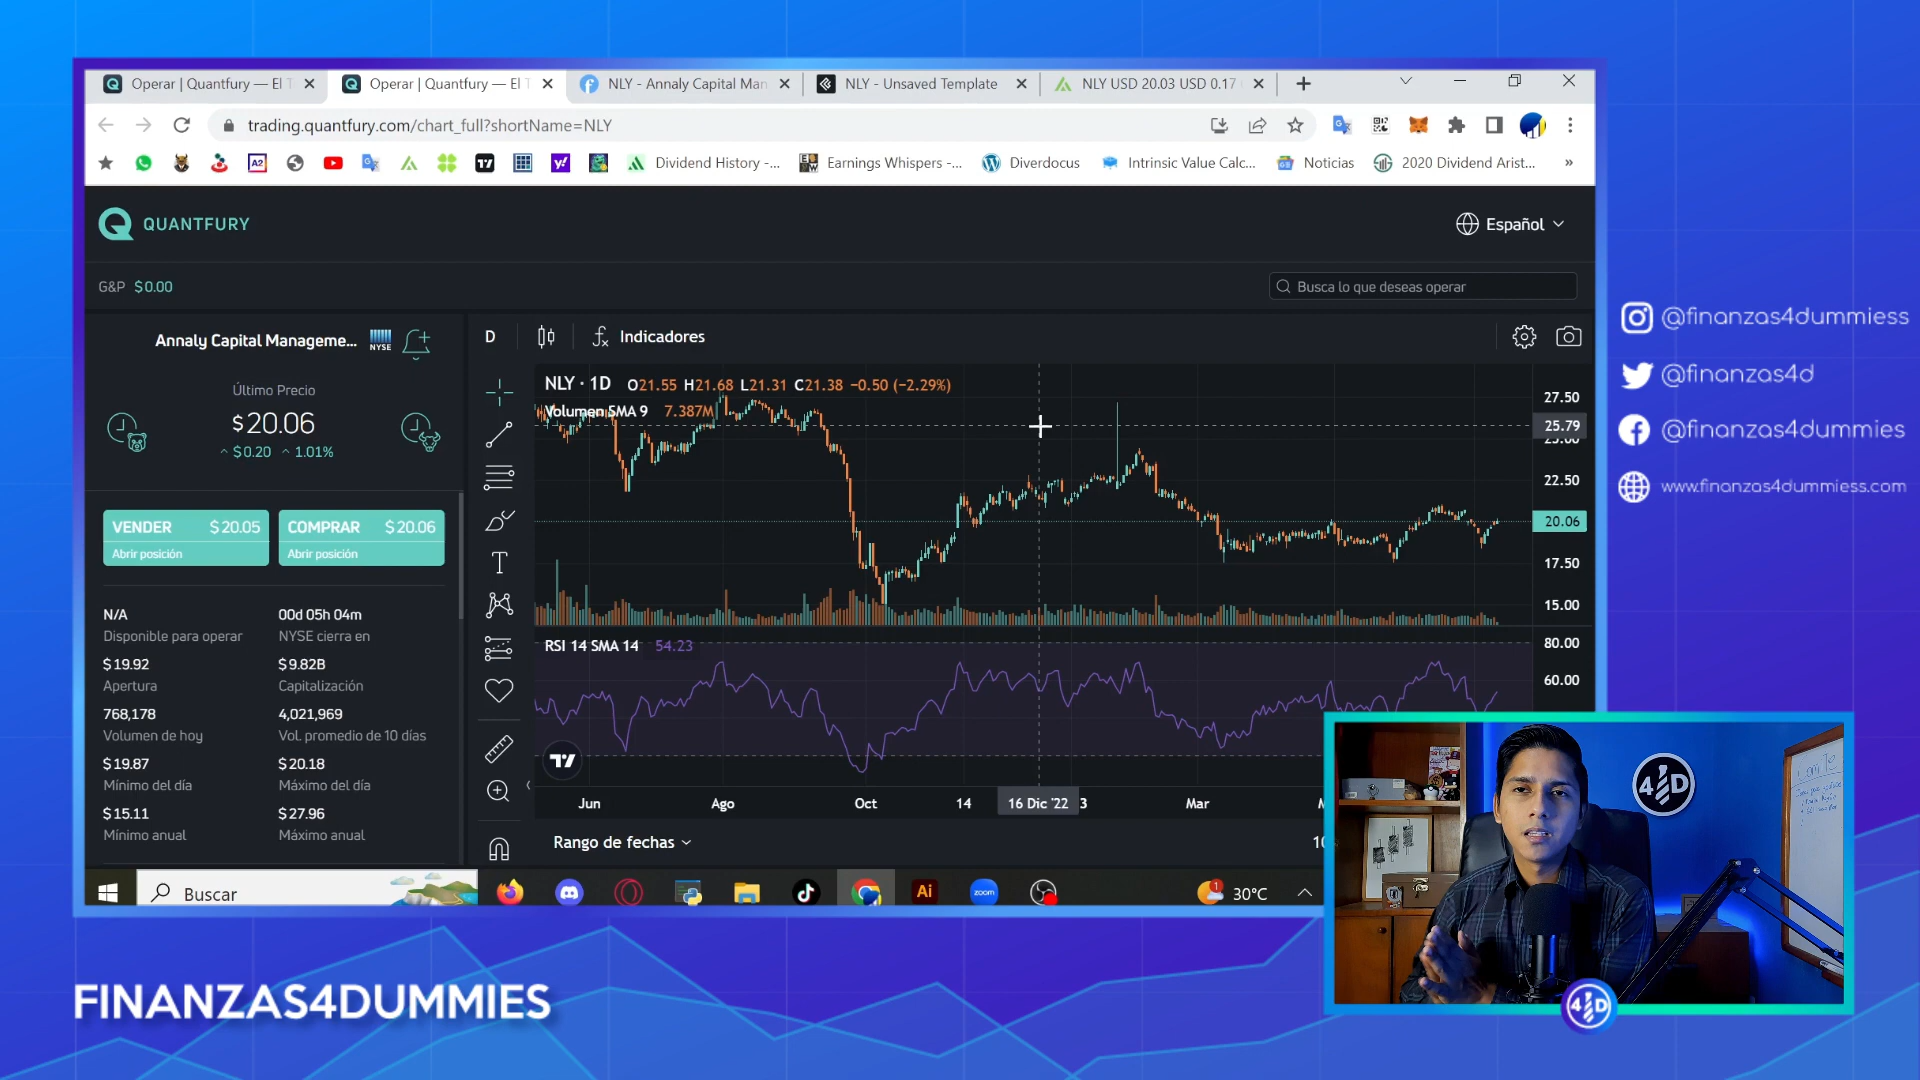 Operar | Quantfury — El T
Operar | Quantfury — El T
NLY - Annaly Capital Man
NLY - Unsaved Template
NLY USD 20.03 USD 0.17
trading.quantfury.com/chart_full?shortName=NLY
A2
y!
Dividend History -...
Earnings Whispers -...
Diverdocus
Intrinsic Value Calc...
Noticias
2020 Dividend Arist...
»
QUANTFURY
Español
G&P $0.00
Busca lo que deseas operar
Annaly Capital Manageme...
NYSE
Último Precio
$20.06
$0.20 1.01%
VENDER $20.05
Abrir posición
COMPRAR $20.06
Abrir posición
N/A
Disponible para operar
00d 05h 04m
NYSE cierra en
$19.92
Apertura
$9.82B
Capitalización
768,178
Volumen de hoy
4,021,969
Vol. promedio de 10 días
$19.87
Mínimo del día
$20.18
Máximo del día
$15.11
Mínimo anual
$27.96
Máximo anual
D
Indicadores
NLY · 1D O21.55 H21.68 L21.31 C21.38 −0.50 (−2.29%)
Volumen SMA 9 7.387M
27.50
25.79
25.00
22.50
20.06
17.50
15.00
RSI 14 SMA 14 54.23
80.00
60.00
Jun
Ago
Oct
14
16 Dic '22
3
Mar
Rango de fechas
Buscar
Ai
zoom
1
30°C
@finanzas4dummiess
@finanzas4d
@finanzas4dummies
www.finanzas4dummiess.com
4D
4D
FINANZAS4DUMMIES